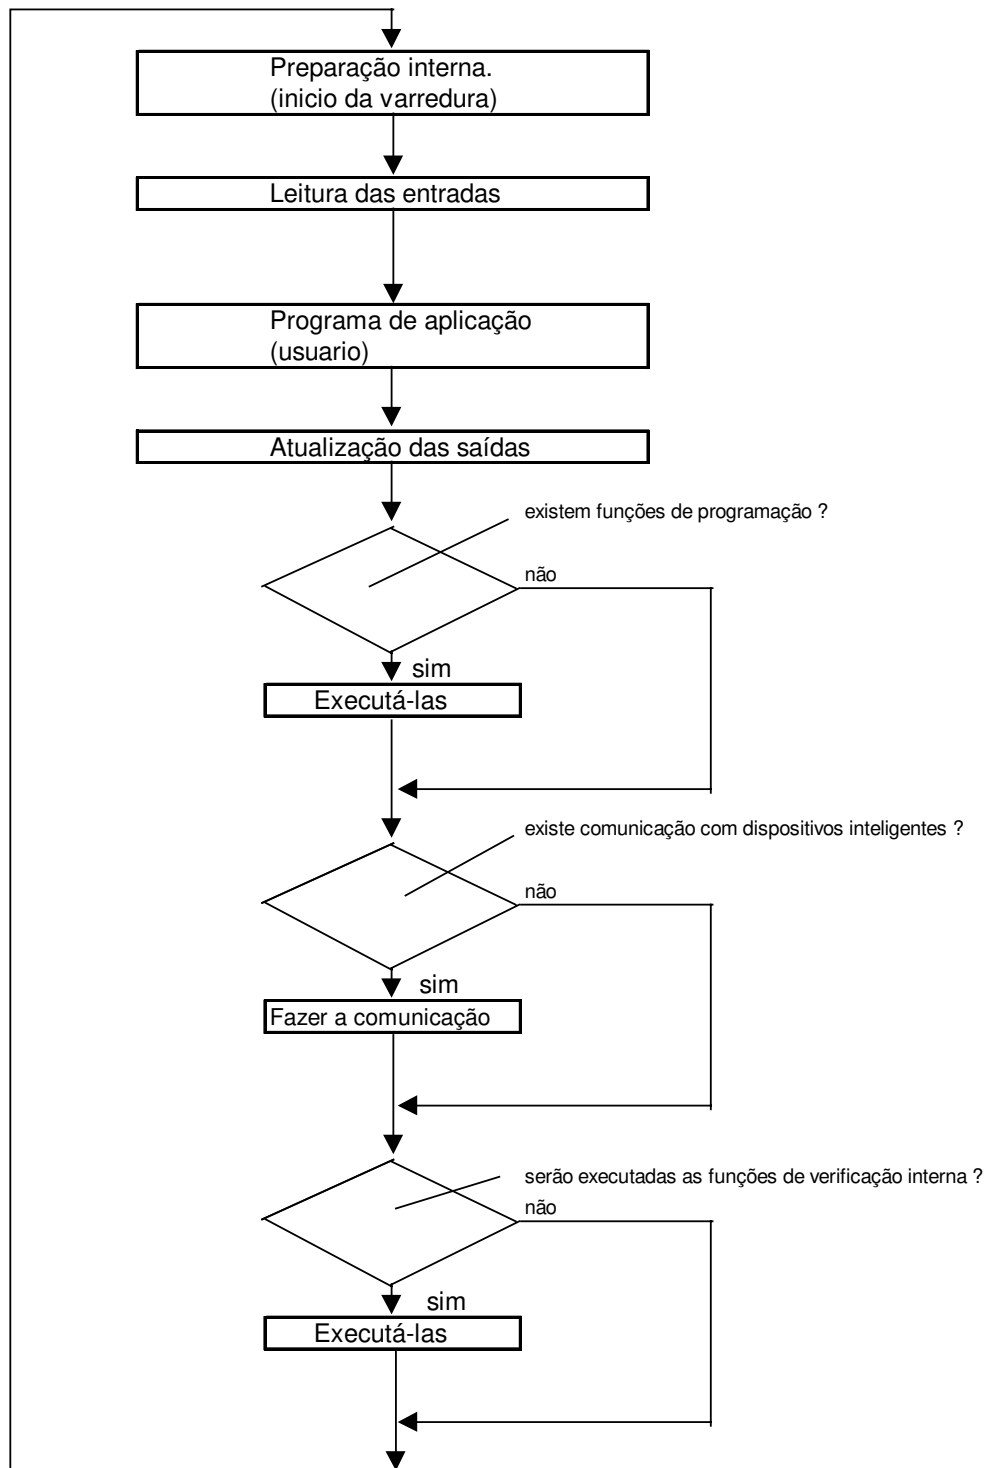 Preparação interna.
(inicio da varredura)
Leitura das entradas
Programa de aplicação
(usuario)
Atualização das saídas
existem funções de programação ?
não
sim
Executá-las
existe comunicação com dispositivos inteligentes ?
não
sim
Fazer a comunicação
serão executadas as funções de verificação interna ?
não
sim
Executá-las